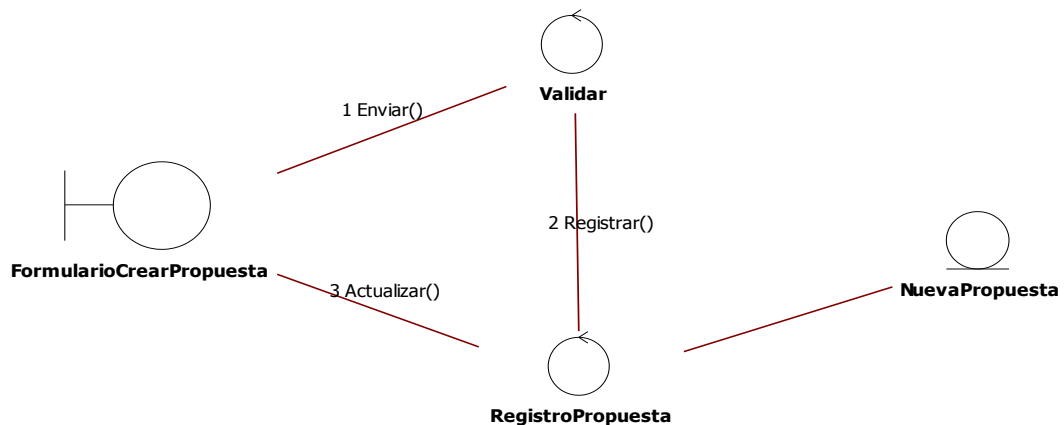 Validar
1 Enviar()
2 Registrar()
FormularioCrearPropuesta
3 Actualizar()
NuevaPropuesta
RegistroPropuesta